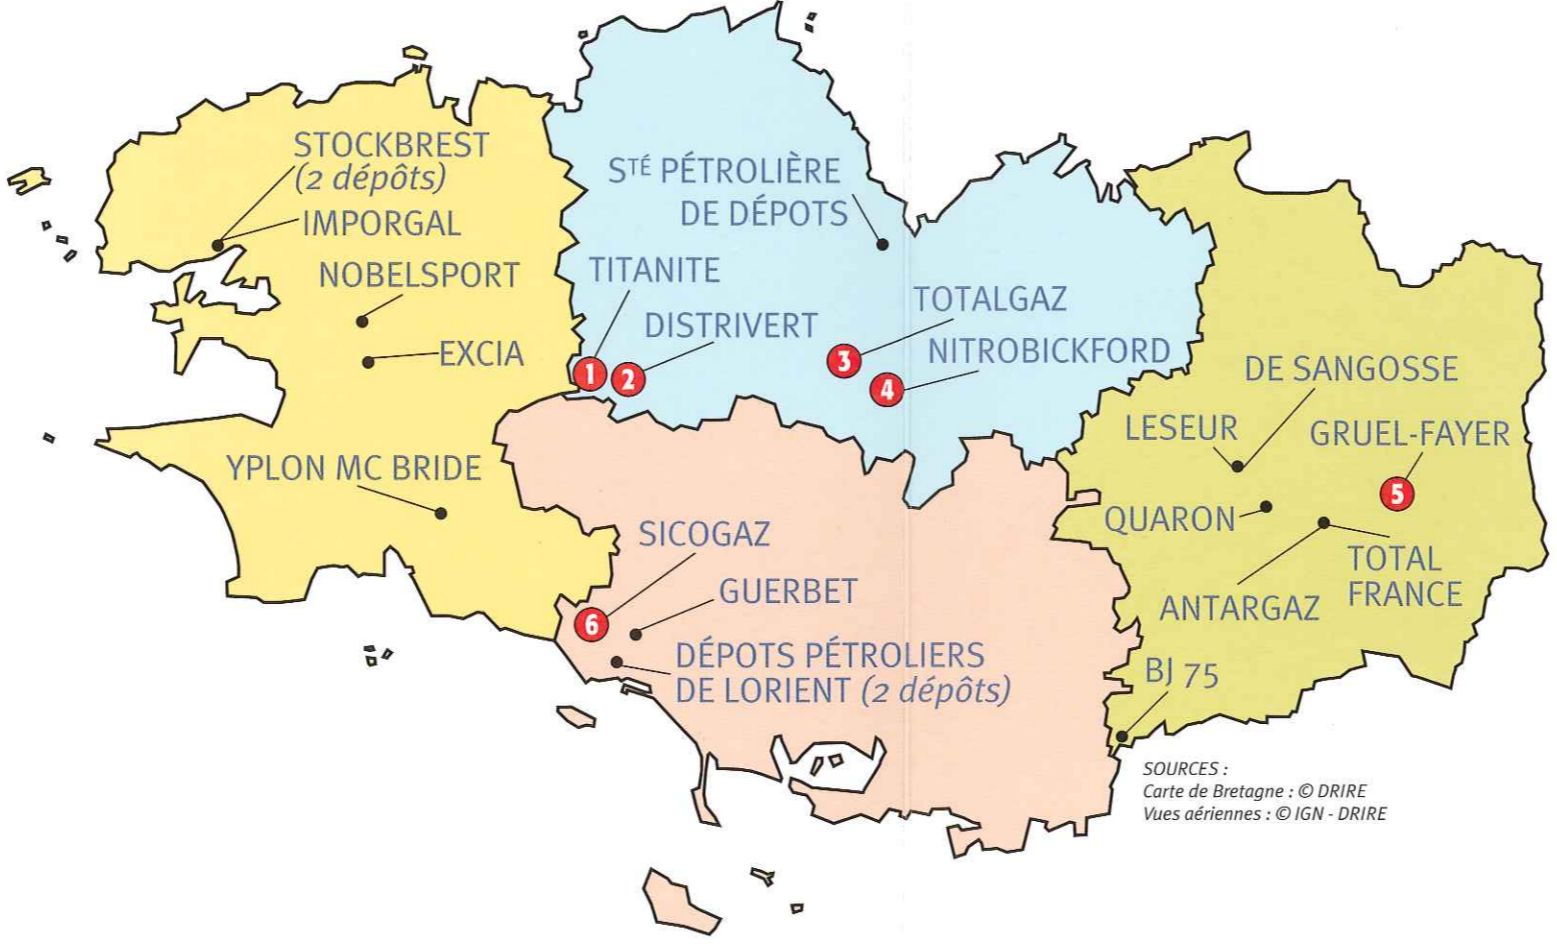 STOCKBREST
(2 dépôts)
IMPORGAL
NOBELSPORT
EXCIA
YPLON MC BRIDE
STÉ PÉTROLIÈRE
DE DÉPOTS
TITANITE
DISTRIVERT
TOTALGAZ
NITROBICKFORD
1
2
3
4
DE SANGOSSE
LESEUR
GRUEL-FAYER
5
QUARON
TOTAL
FRANCE
ANTARGAZ
BJ 75
SICOGAZ
GUERBET
6
DÉPOTS PÉTROLIERS
DE LORIENT (2 dépôts)
SOURCES :
Carte de Bretagne : © DRIRE
Vues aériennes : © IGN - DRIRE